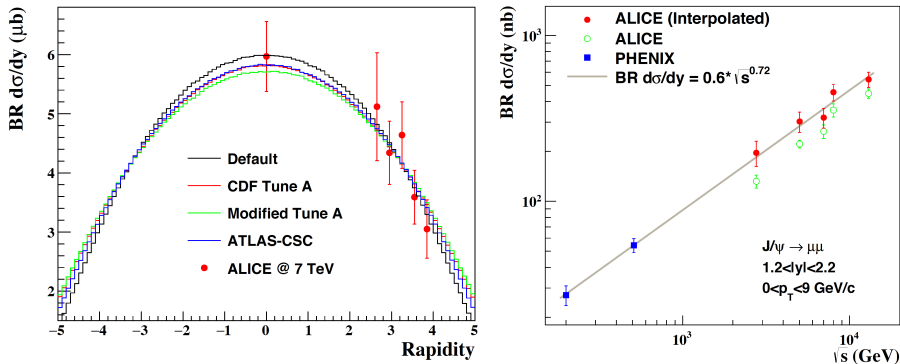 BR dσ/dy (μb)
6
5
4
3
2
Default
CDF Tune A
Modified Tune A
ATLAS-CSC
ALICE @ 7 TeV
−5 −4 −3 −2 −1 0 1 2 3 4 5
Rapidity
BR dσ/dy (nb)
10³
10²
ALICE (Interpolated)
ALICE
PHENIX
BR dσ/dy = 0.6*√s^0.72
J/ψ → μμ
1.2<|y|<2.2
0<p_T<9 GeV/c
10³ 10⁴
√s (GeV)